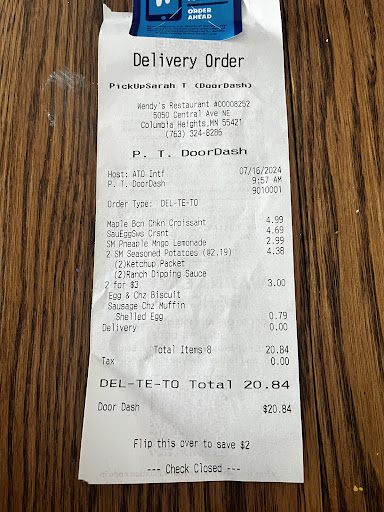 ORDER
AHEAD
Delivery Order
PickUpSarah T (DoorDash)
Wendy's Restaurant #00008252
5050 Central Ave NE
Columbia Heights,MN 55421
(763) 324-8286
P. T. DoorDash
Host: ATO Intf 07/16/2024
P. T. DoorDash 9:57 AM
9010001
Order Type: DEL-TE-TO
Maple Bcn Chkn Croissant 4.99
SauEggSws Crsnt 4.69
SM Pneaple Mngo Lemonade 2.99
2 SM Seasoned Potatoes (@2.19) 4.38
(2)Ketchup Packet
(2)Ranch Dipping Sauce
2 for $3 3.00
Egg & Chz Biscuit
Sausage Chz Muffin
Shelled Egg 0.79
Delivery 0.00
Total Items 8 20.84
Tax 0.00
DEL-TE-TO Total 20.84
Door Dash $20.84
Flip this over to save $2
--- Check Closed ---